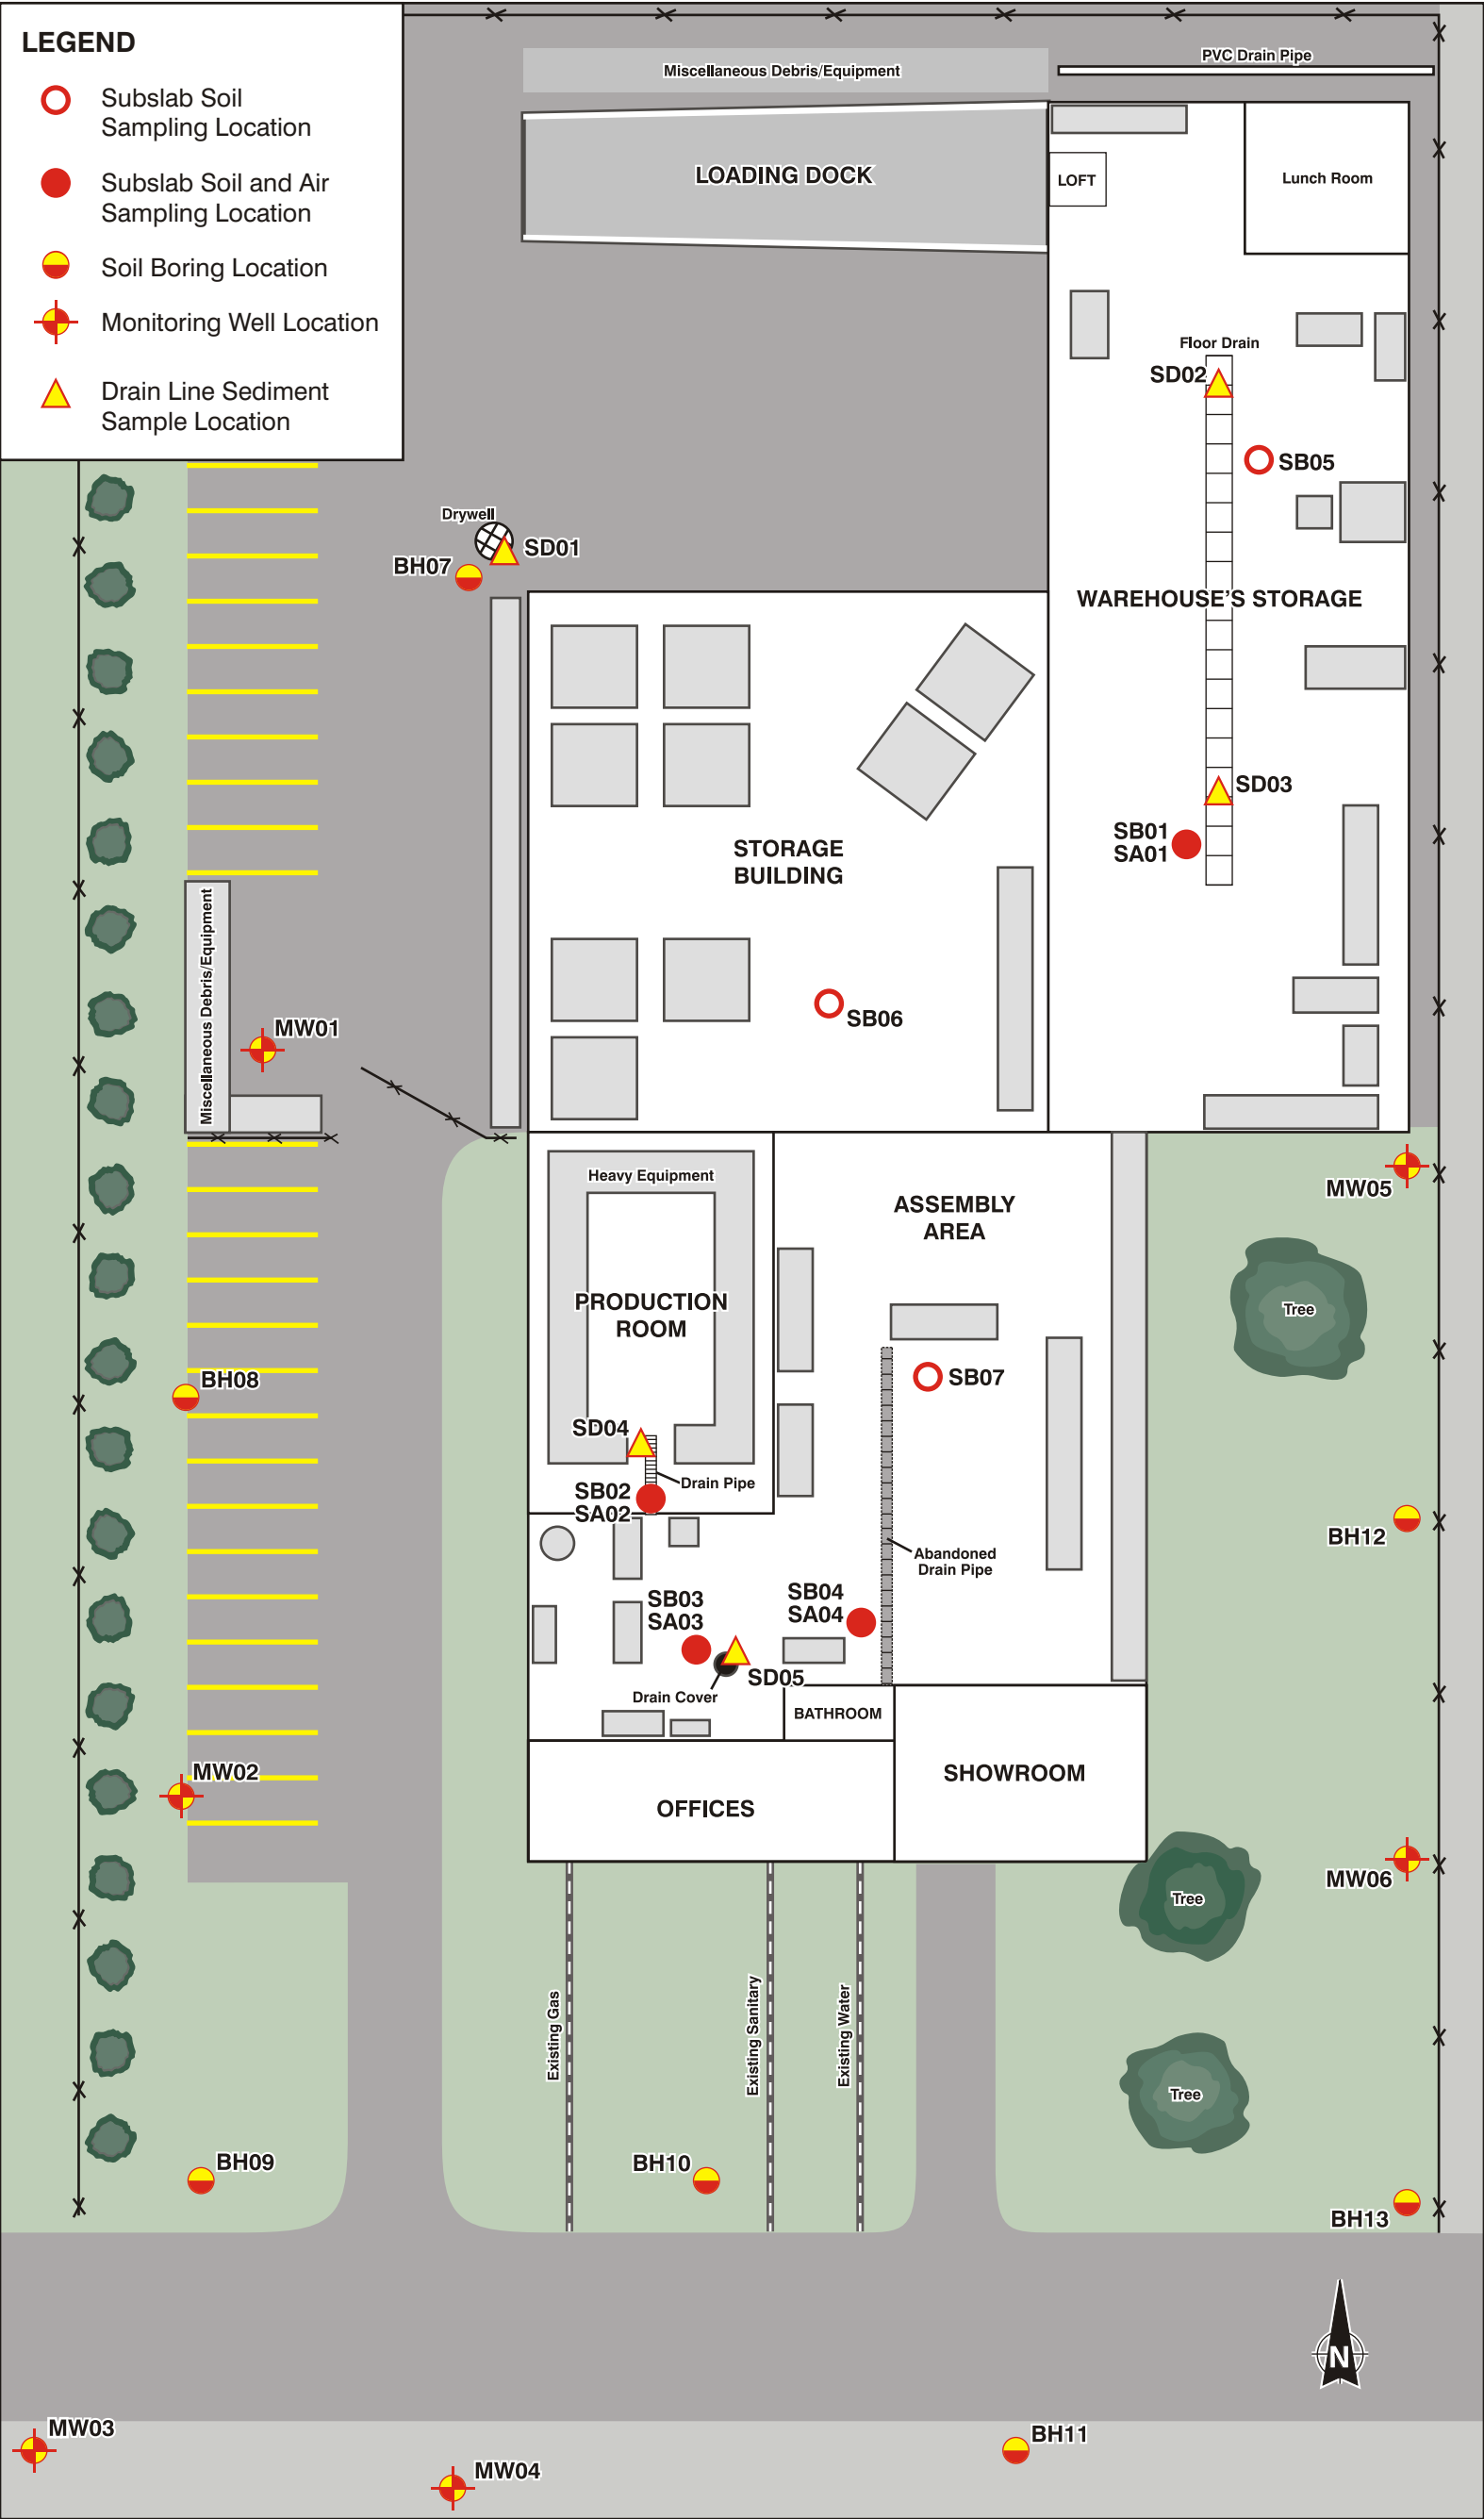 LEGEND
Subslab Soil
Sampling Location
Subslab Soil and Air
Sampling Location
Soil Boring Location
Monitoring Well Location
Drain Line Sediment
Sample Location
Miscellaneous Debris/Equipment
PVC Drain Pipe
LOADING DOCK
LOFT
Lunch Room
Floor Drain
SD02
SB05
Drywell
SD01
BH07
WAREHOUSE'S STORAGE
SD03
SB01
SA01
STORAGE
BUILDING
Miscellaneous Debris/Equipment
SB06
MW01
Heavy Equipment
MW05
ASSEMBLY
AREA
PRODUCTION
ROOM
Tree
BH08
SB07
SD04
Drain Pipe
SB02
SA02
BH12
Abandoned
Drain Pipe
SB03
SA03
SB04
SA04
SD05
Drain Cover
BATHROOM
MW02
SHOWROOM
OFFICES
MW06
Tree
Existing Gas
Existing Sanitary
Existing Water
Tree
BH09
BH10
BH13
N
MW03
BH11
MW04